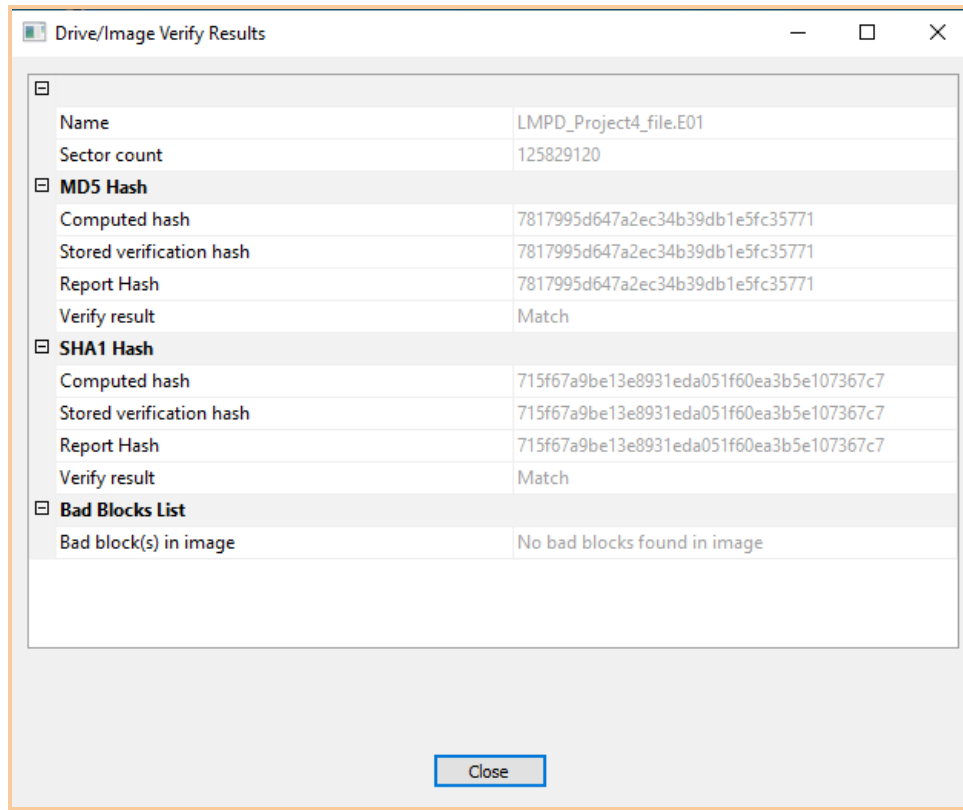 Drive/Image Verify Results
Name LMPD_Project4_file.E01
Sector count 125829120
MD5 Hash
Computed hash 7817995d647a2ec34b39db1e5fc35771
Stored verification hash 7817995d647a2ec34b39db1e5fc35771
Report Hash 7817995d647a2ec34b39db1e5fc35771
Verify result Match
SHA1 Hash
Computed hash 715f67a9be13e8931eda051f60ea3b5e107367c7
Stored verification hash 715f67a9be13e8931eda051f60ea3b5e107367c7
Report Hash 715f67a9be13e8931eda051f60ea3b5e107367c7
Verify result Match
Bad Blocks List
Bad block(s) in image No bad blocks found in image
Close